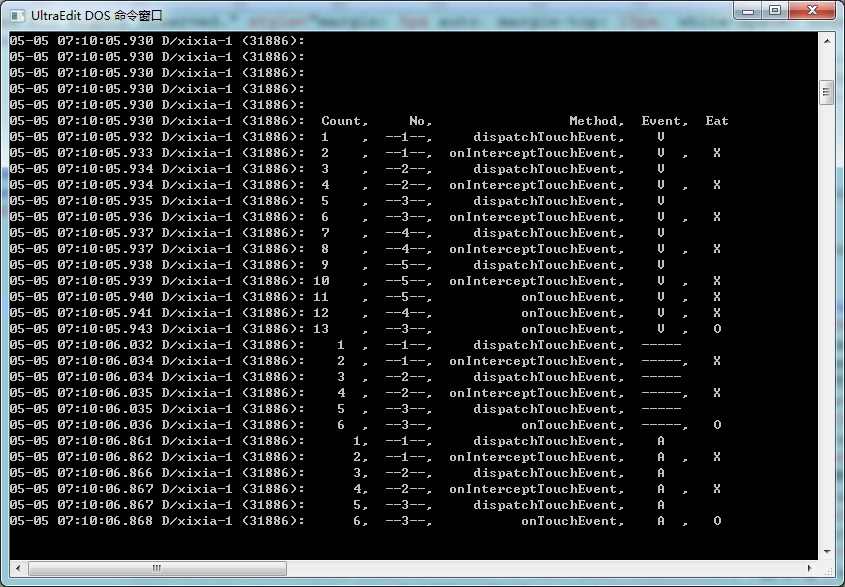 UltraEdit DOS 命令窗口
05-05 07:10:05.930 D/xixia-1 (31886):
05-05 07:10:05.930 D/xixia-1 (31886):
05-05 07:10:05.930 D/xixia-1 (31886):
05-05 07:10:05.930 D/xixia-1 (31886):
05-05 07:10:05.930 D/xixia-1 (31886):
05-05 07:10:05.930 D/xixia-1 (31886):  Count,     No,                 Method,  Event,  Eat
05-05 07:10:05.932 D/xixia-1 (31886):  1    ,  --1--,     dispatchTouchEvent,    V
05-05 07:10:05.933 D/xixia-1 (31886):  2    ,  --1--,  onInterceptTouchEvent,    V  ,   X
05-05 07:10:05.934 D/xixia-1 (31886):  3    ,  --2--,     dispatchTouchEvent,    V
05-05 07:10:05.934 D/xixia-1 (31886):  4    ,  --2--,  onInterceptTouchEvent,    V  ,   X
05-05 07:10:05.935 D/xixia-1 (31886):  5    ,  --3--,     dispatchTouchEvent,    V
05-05 07:10:05.936 D/xixia-1 (31886):  6    ,  --3--,  onInterceptTouchEvent,    V  ,   X
05-05 07:10:05.937 D/xixia-1 (31886):  7    ,  --4--,     dispatchTouchEvent,    V
05-05 07:10:05.937 D/xixia-1 (31886):  8    ,  --4--,  onInterceptTouchEvent,    V  ,   X
05-05 07:10:05.938 D/xixia-1 (31886):  9    ,  --5--,     dispatchTouchEvent,    V
05-05 07:10:05.939 D/xixia-1 (31886): 10    ,  --5--,  onInterceptTouchEvent,    V  ,   X
05-05 07:10:05.940 D/xixia-1 (31886): 11    ,  --5--,           onTouchEvent,    V  ,   X
05-05 07:10:05.941 D/xixia-1 (31886): 12    ,  --4--,           onTouchEvent,    V  ,   X
05-05 07:10:05.943 D/xixia-1 (31886): 13    ,  --3--,           onTouchEvent,    V  ,   O
05-05 07:10:06.032 D/xixia-1 (31886):    1  ,  --1--,     dispatchTouchEvent,  -----
05-05 07:10:06.034 D/xixia-1 (31886):    2  ,  --1--,  onInterceptTouchEvent,  -----,   X
05-05 07:10:06.034 D/xixia-1 (31886):    3  ,  --2--,     dispatchTouchEvent,  -----
05-05 07:10:06.035 D/xixia-1 (31886):    4  ,  --2--,  onInterceptTouchEvent,  -----,   X
05-05 07:10:06.035 D/xixia-1 (31886):    5  ,  --3--,     dispatchTouchEvent,  -----
05-05 07:10:06.036 D/xixia-1 (31886):    6  ,  --3--,           onTouchEvent,  -----,   O
05-05 07:10:06.861 D/xixia-1 (31886):      1,  --1--,     dispatchTouchEvent,    A
05-05 07:10:06.862 D/xixia-1 (31886):      2,  --1--,  onInterceptTouchEvent,    A  ,   X
05-05 07:10:06.866 D/xixia-1 (31886):      3,  --2--,     dispatchTouchEvent,    A
05-05 07:10:06.867 D/xixia-1 (31886):      4,  --2--,  onInterceptTouchEvent,    A  ,   X
05-05 07:10:06.867 D/xixia-1 (31886):      5,  --3--,     dispatchTouchEvent,    A
05-05 07:10:06.868 D/xixia-1 (31886):      6,  --3--,           onTouchEvent,    A  ,   O